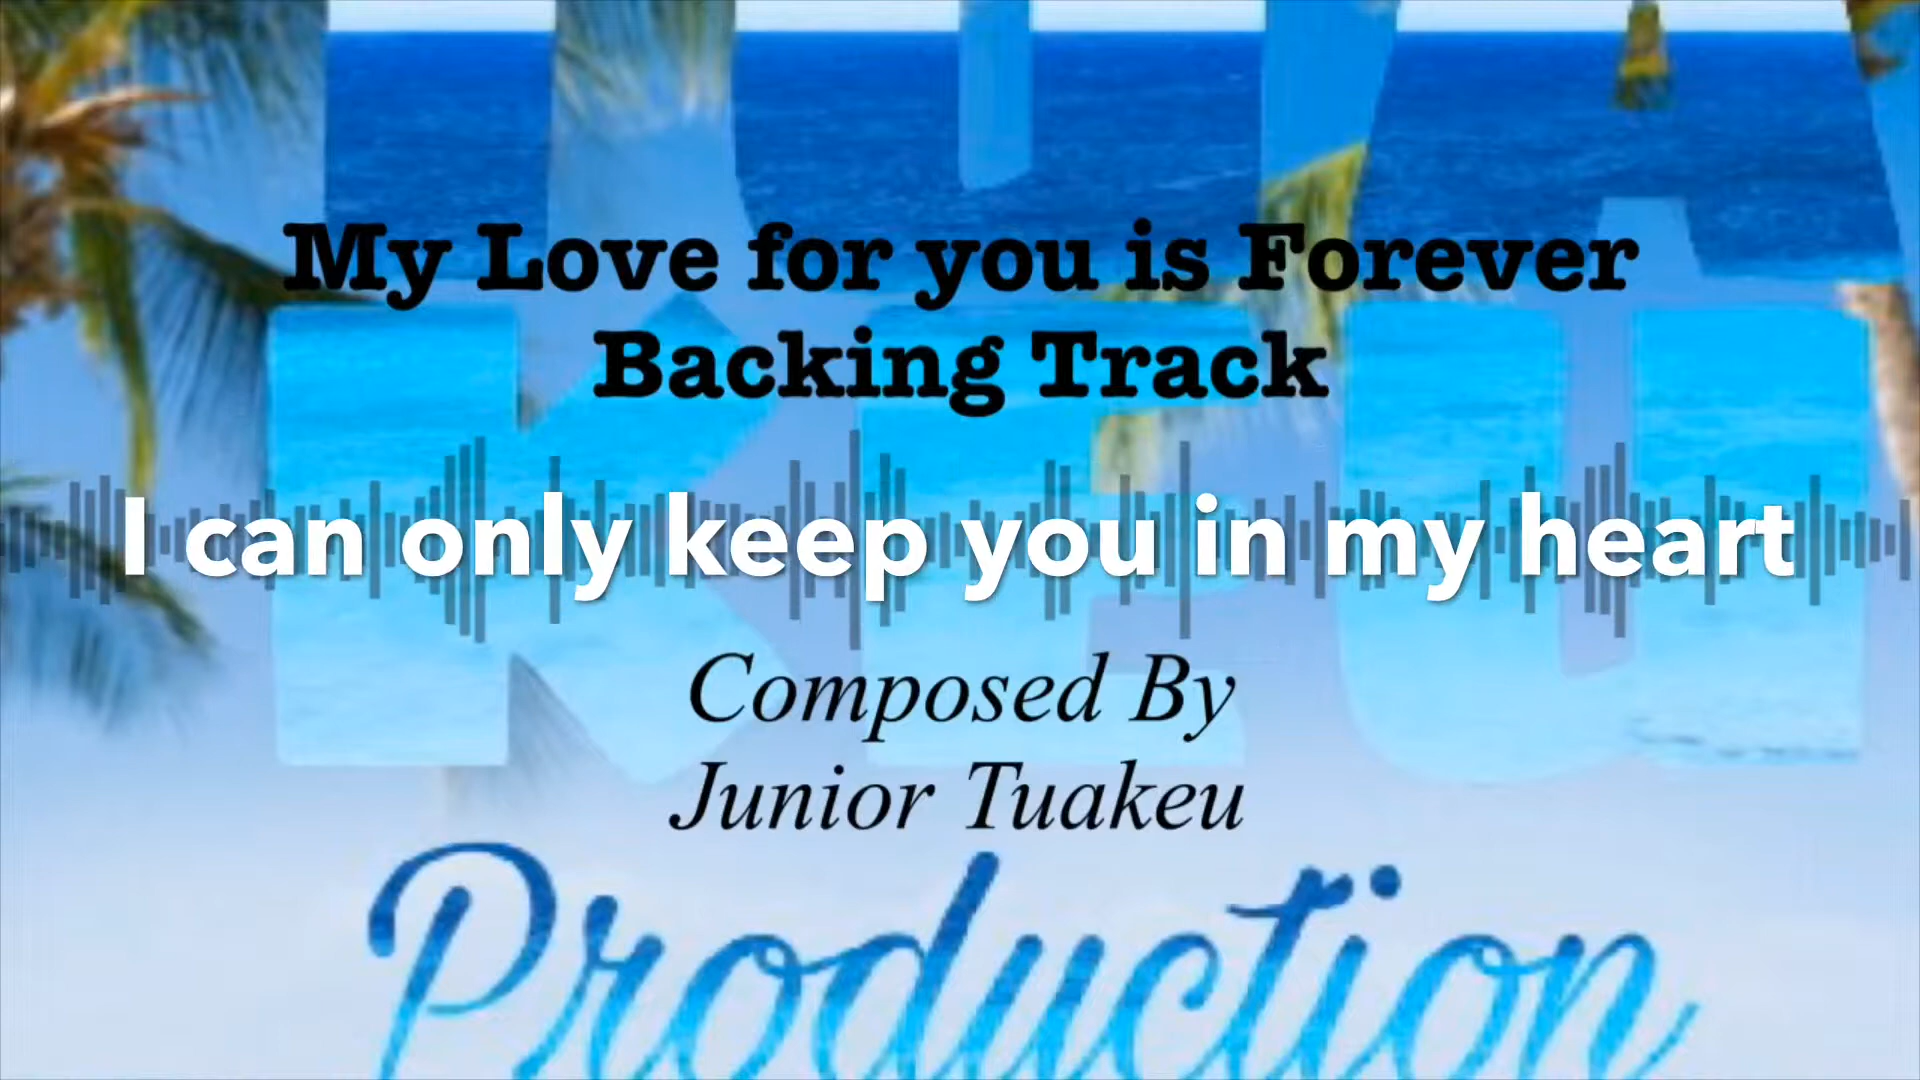 My Love for you is Forever
Backing Track
I can only keep you in my heart
Composed By
Junior Tuakeu
KEU
Production